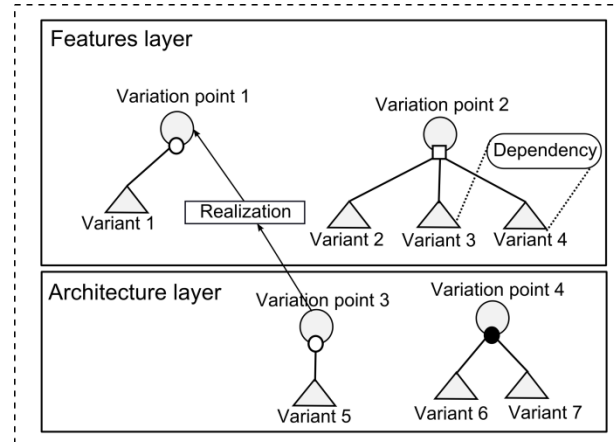 Features layer
Variation point 1
Variation point 2
Dependency
Variant 1
Realization
Variant 2
Variant 3
Variant 4
Architecture layer
Variation point 3
Variation point 4
Variant 5
Variant 6
Variant 7